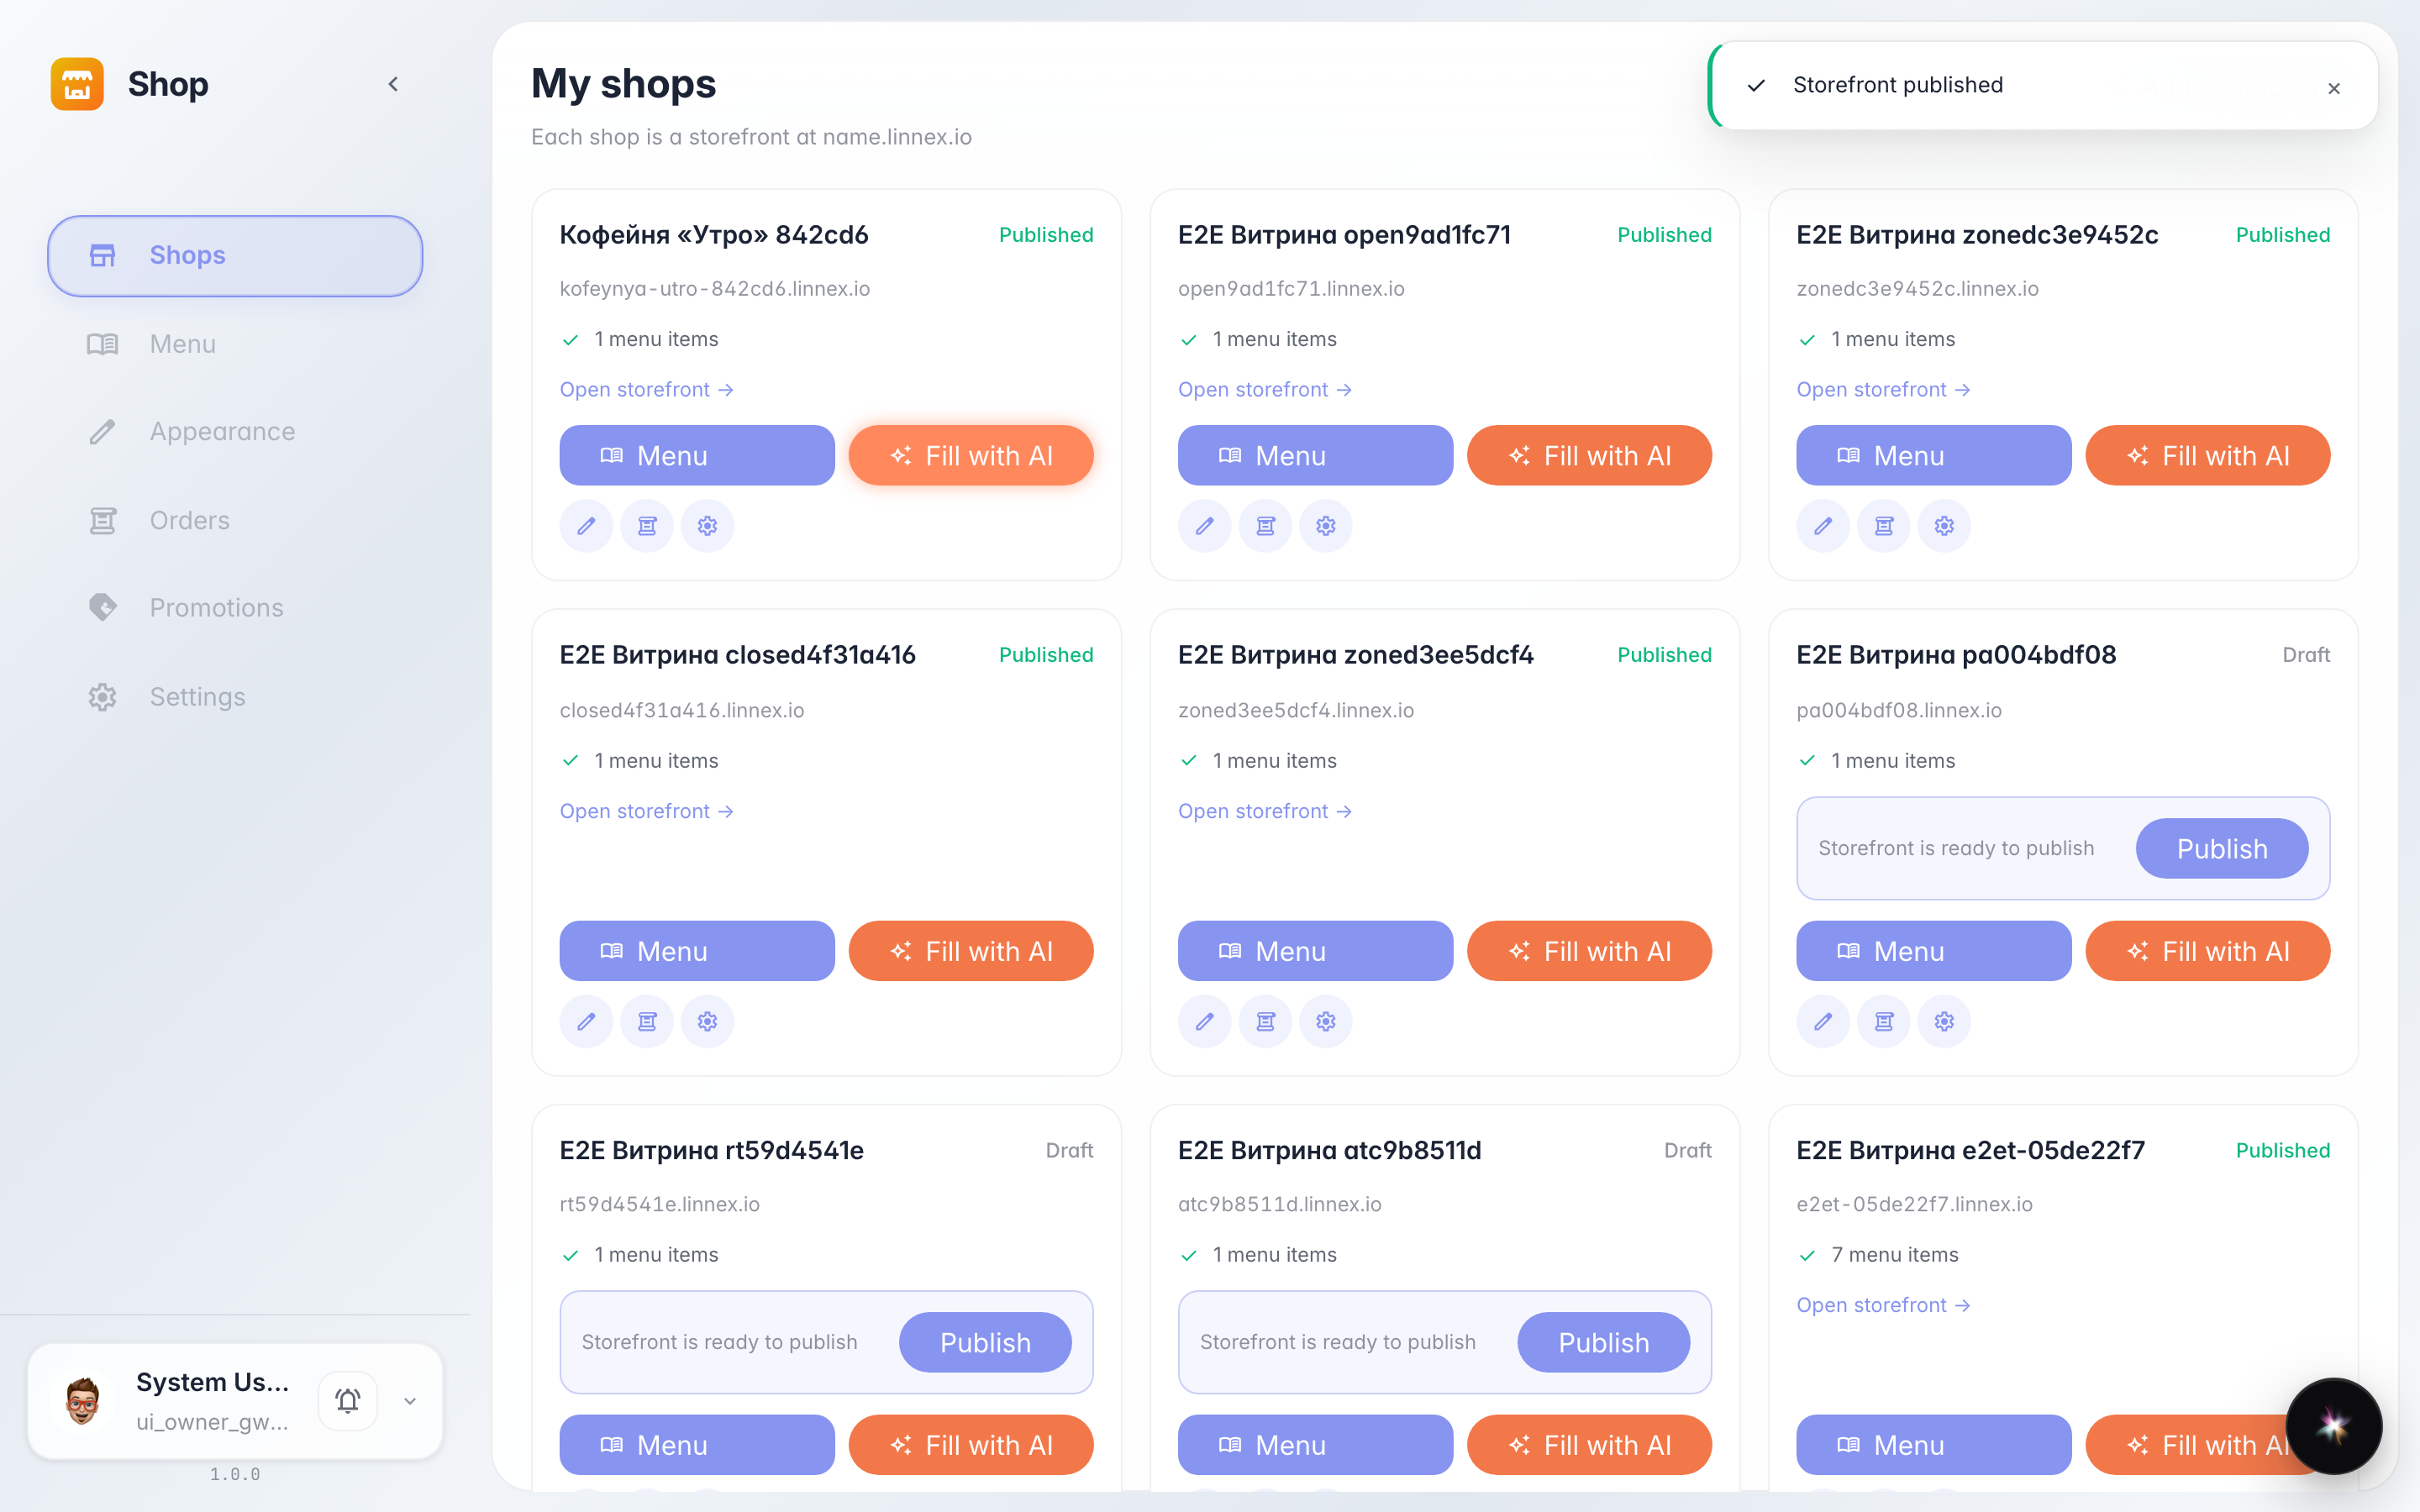 Shop
Shops
Menu
Appearance
Orders
Promotions
Settings
System Us...
ui_owner_gw...
1.0.0
My shops
Each shop is a storefront at name.linnex.io
Storefront published
Кофейня «Утро» 842cd6
Published
kofeynya-utro-842cd6.linnex.io
1 menu items
Open storefront →
Menu
Fill with AI
E2E Витрина open9ad1fc71
Published
open9ad1fc71.linnex.io
1 menu items
Open storefront →
Menu
Fill with AI
E2E Витрина zonedc3e9452c
Published
zonedc3e9452c.linnex.io
1 menu items
Open storefront →
Menu
Fill with AI
E2E Витрина closed4f31a416
Published
closed4f31a416.linnex.io
1 menu items
Open storefront →
Menu
Fill with AI
E2E Витрина zoned3ee5dcf4
Published
zoned3ee5dcf4.linnex.io
1 menu items
Open storefront →
Menu
Fill with AI
E2E Витрина pa004bdf08
Draft
pa004bdf08.linnex.io
1 menu items
Storefront is ready to publish
Publish
Menu
Fill with AI
E2E Витрина rt59d4541e
Draft
rt59d4541e.linnex.io
1 menu items
Storefront is ready to publish
Publish
Menu
Fill with AI
E2E Витрина atc9b8511d
Draft
atc9b8511d.linnex.io
1 menu items
Storefront is ready to publish
Publish
Menu
Fill with AI
E2E Витрина e2et-05de22f7
Published
e2et-05de22f7.linnex.io
7 menu items
Open storefront →
Menu
Fill with AI